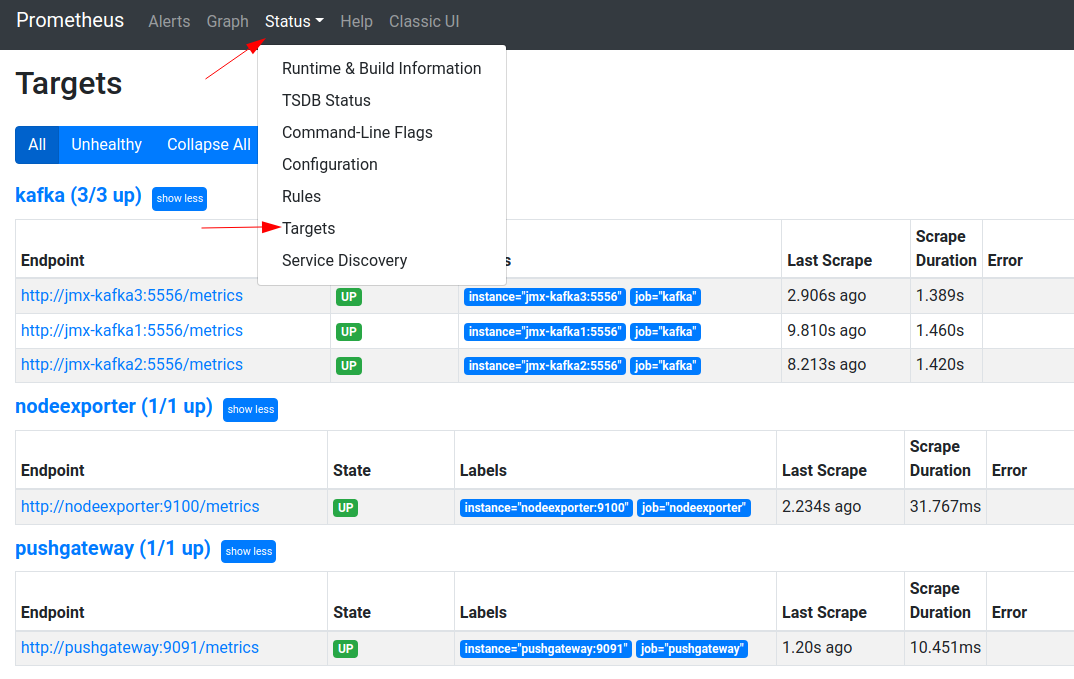 Prometheus Alerts Graph Status Help Classic UI
Runtime & Build Information
TSDB Status
Command-Line Flags
Configuration
Rules
Targets
Service Discovery
Targets
All Unhealthy Collapse All
kafka (3/3 up) show less
Endpoint Last Scrape Scrape Duration Error
http://jmx-kafka3:5556/metrics UP instance="jmx-kafka3:5556" job="kafka" 2.906s ago 1.389s
http://jmx-kafka1:5556/metrics UP instance="jmx-kafka1:5556" job="kafka" 9.810s ago 1.460s
http://jmx-kafka2:5556/metrics UP instance="jmx-kafka2:5556" job="kafka" 8.213s ago 1.420s
nodeexporter (1/1 up) show less
Endpoint State Labels Last Scrape Scrape Duration Error
http://nodeexporter:9100/metrics UP instance="nodeexporter:9100" job="nodeexporter" 2.234s ago 31.767ms
pushgateway (1/1 up) show less
Endpoint State Labels Last Scrape Scrape Duration Error
http://pushgateway:9091/metrics UP instance="pushgateway:9091" job="pushgateway" 1.20s ago 10.451ms